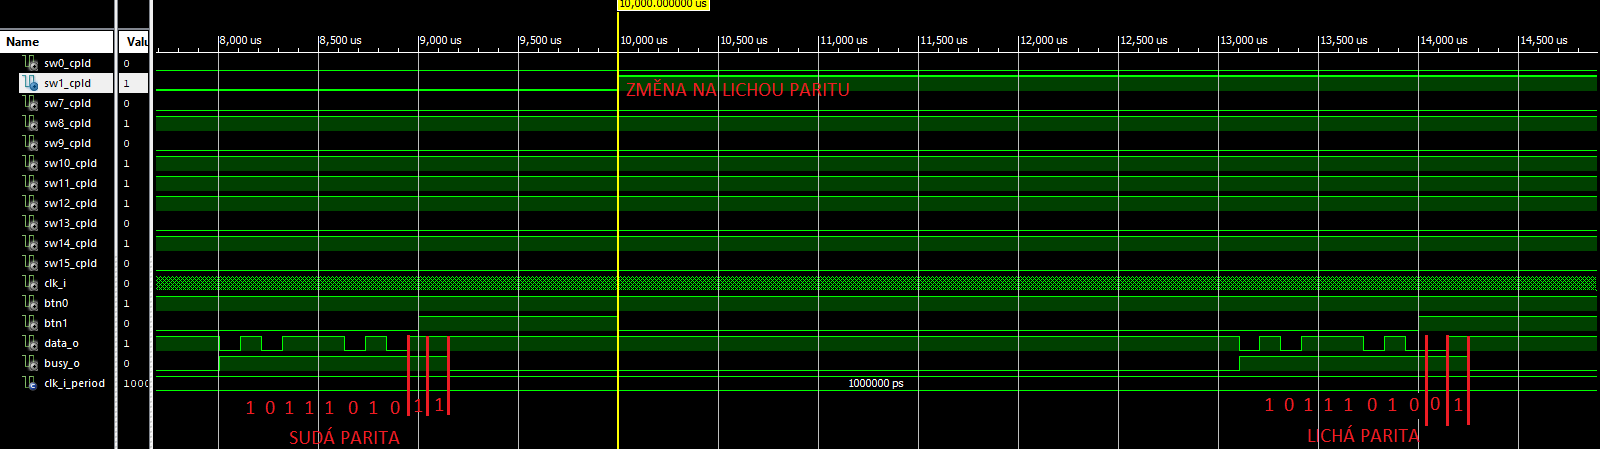 10,000.000000 us
Name Valu
8,000 us 8,500 us 9,000 us 9,500 us 10,000 us 10,500 us 11,000 us 11,500 us 12,000 us 12,500 us 13,000 us 13,500 us 14,000 us 14,500 us
sw0_cpld 0
sw1_cpld 1
ZMĚNA NA LICHOU PARITU
sw7_cpld 0
sw8_cpld 1
sw9_cpld 0
sw10_cpld 1
sw11_cpld 1
sw12_cpld 1
sw13_cpld 0
sw14_cpld 1
sw15_cpld 0
clk_i 0
btn0 1
btn1 0
data_o 1
busy_o 0
clk_i_period 1000 1000000 ps
1 0 1 1 1 0 1 0 1 1 1 0 1 1 1 0 1 0 0 1
SUDÁ PARITA LICHÁ PARITA